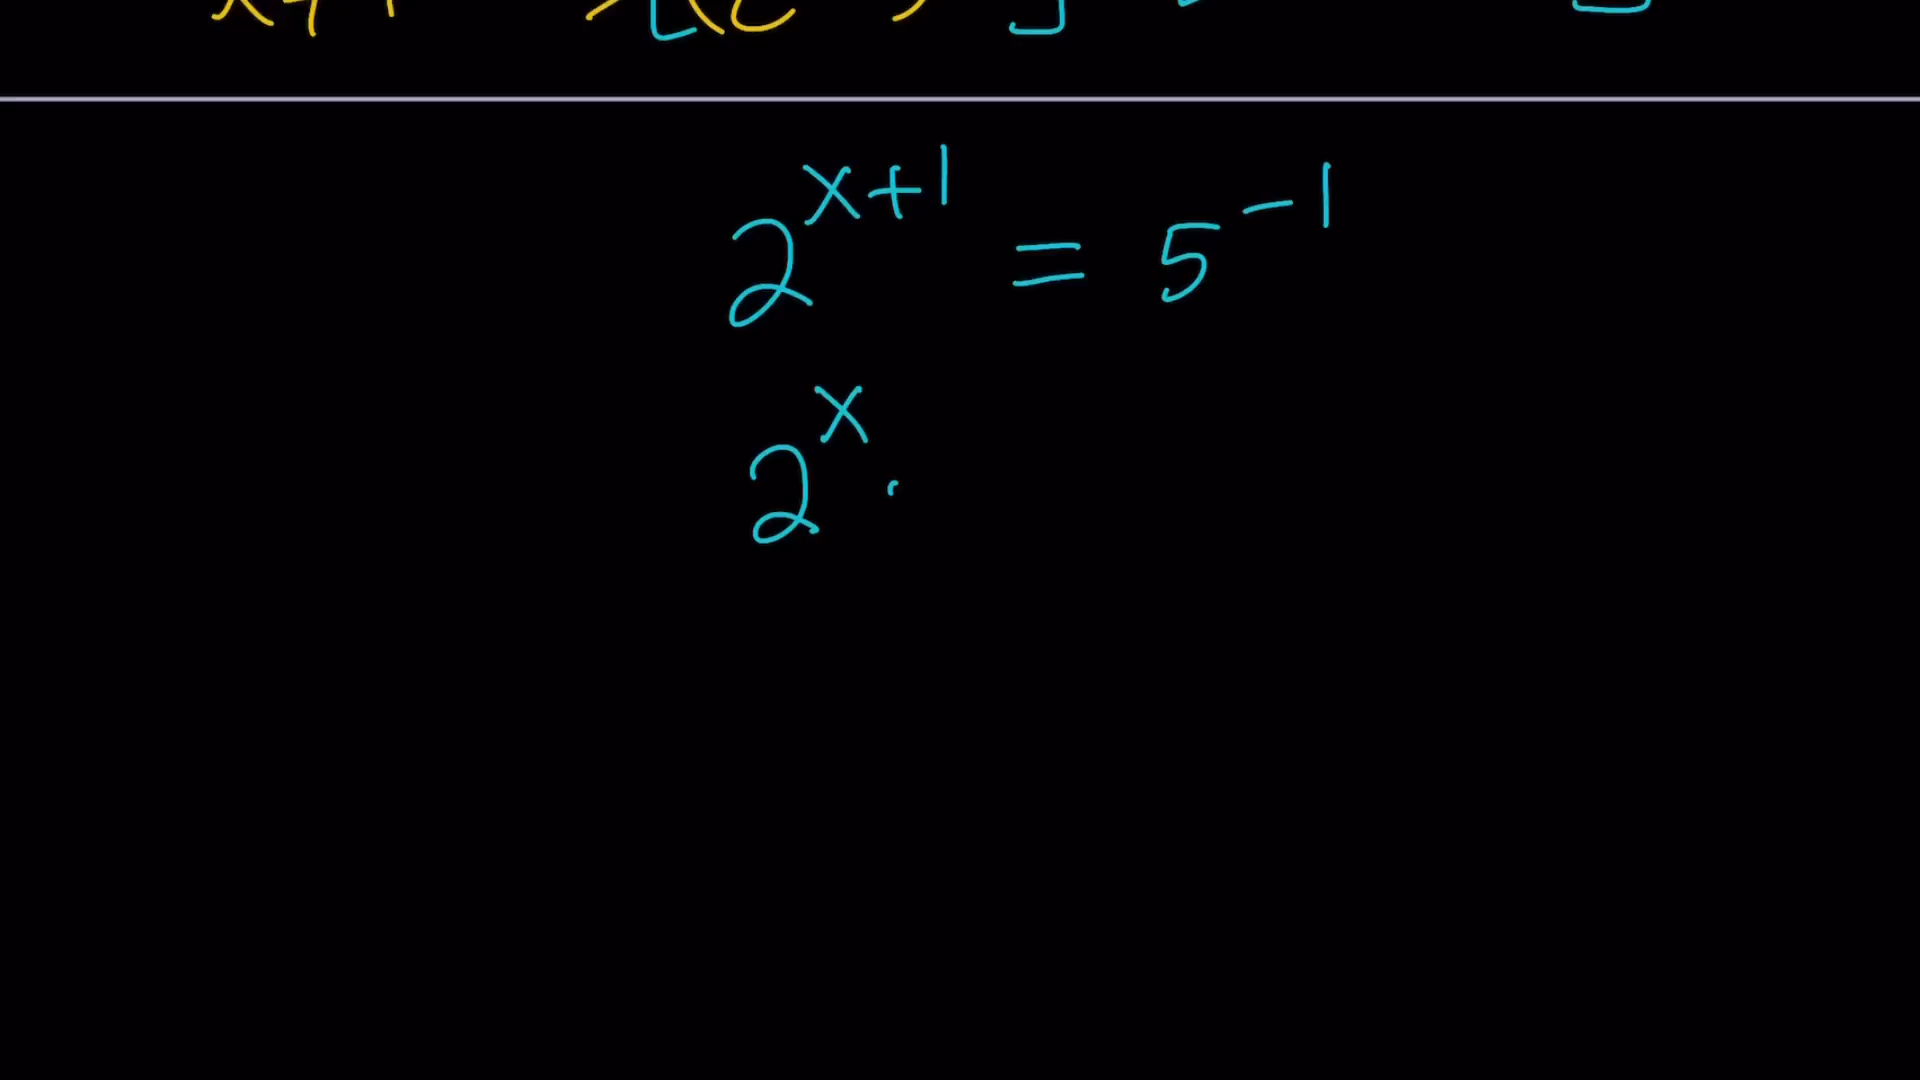 2^{x+1} = 5^{-1}
2^x ·